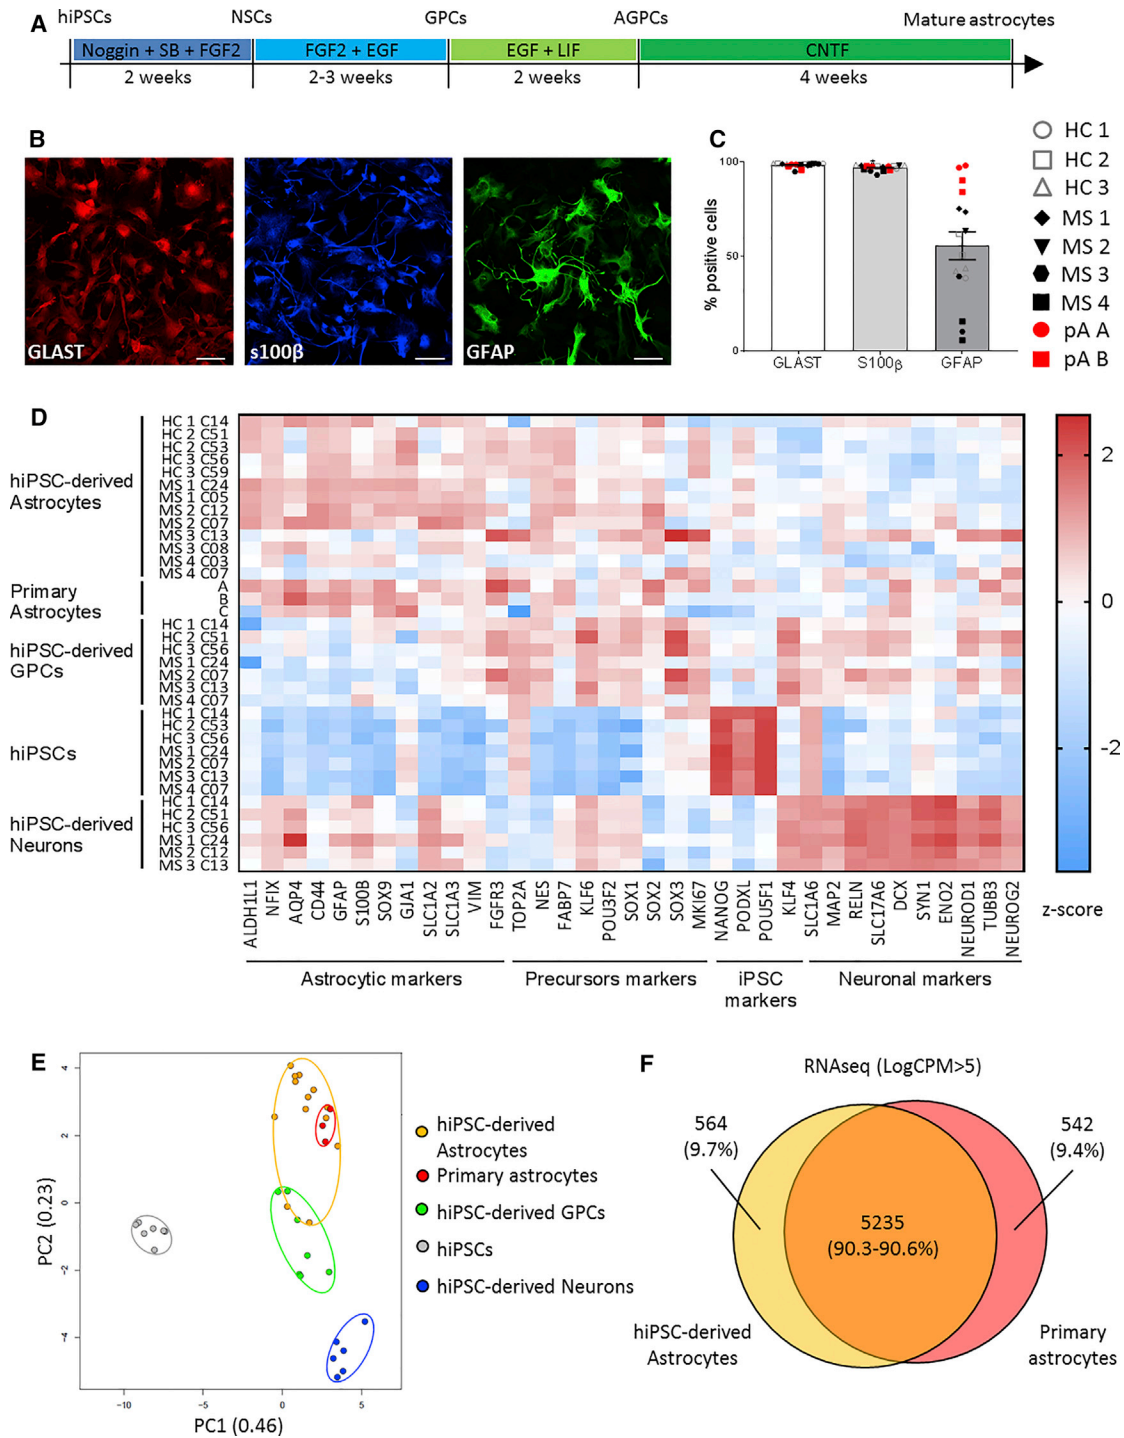 A
hiPSCs
NSCs
GPCs
AGPCs
Mature astrocytes
Noggin + SB + FGF2
FGF2 + EGF
EGF + LIF
CNTF
2 weeks
2-3 weeks
2 weeks
4 weeks
B
GLAST
s100β
GFAP
C
% positive cells
100
50
0
GLAST
S100β
GFAP
HC 1
HC 2
HC 3
MS 1
MS 2
MS 3
MS 4
pA A
pA B
D
hiPSC-derived
Astrocytes
HC 1 C14
HC 2 C51
HC 2 C53
HC 3 C56
HC 3 C59
MS 1 C24
MS 1 C05
MS 2 C12
MS 2 C07
MS 3 C13
MS 3 C08
MS 4 C03
MS 4 C07
Primary
Astrocytes
A
B
C
hiPSC-derived
GPCs
HC 1 C14
HC 2 C51
HC 3 C56
MS 1 C24
MS 2 C07
MS 3 C13
MS 4 C07
hiPSCs
HC 1 C14
HC 2 C53
HC 3 C56
MS 1 C24
MS 2 C07
MS 3 C13
MS 4 C07
hiPSC-derived
Neurons
HC 1 C14
HC 2 C51
HC 3 C56
MS 1 C24
MS 2 C12
MS 3 C13
ALDH1L1
NFIX
AQP4
CD44
GFAP
S100B
SOX9
GJA1
SLC1A2
SLC1A3
VIM
FGFR3
TOP2A
NES
FABP7
KLF6
POU3F2
SOX1
SOX2
SOX3
MKI67
NANOG
PODXL
POU5F1
KLF4
SLC1A6
MAP2
RELN
SLC17A6
DCX
SYN1
ENO2
NEUROD1
TUBB3
NEUROG2
Astrocytic markers
Precursors markers
iPSC
markers
Neuronal markers
2
0
-2
z-score
E
PC2 (0.23)
4
2
0
-2
-4
-10
-5
0
5
PC1 (0.46)
hiPSC-derived
Astrocytes
Primary astrocytes
hiPSC-derived GPCs
hiPSCs
hiPSC-derived Neurons
F
RNAseq (LogCPM>5)
564
(9.7%)
542
(9.4%)
5235
(90.3-90.6%)
hiPSC-derived
Astrocytes
Primary
astrocytes